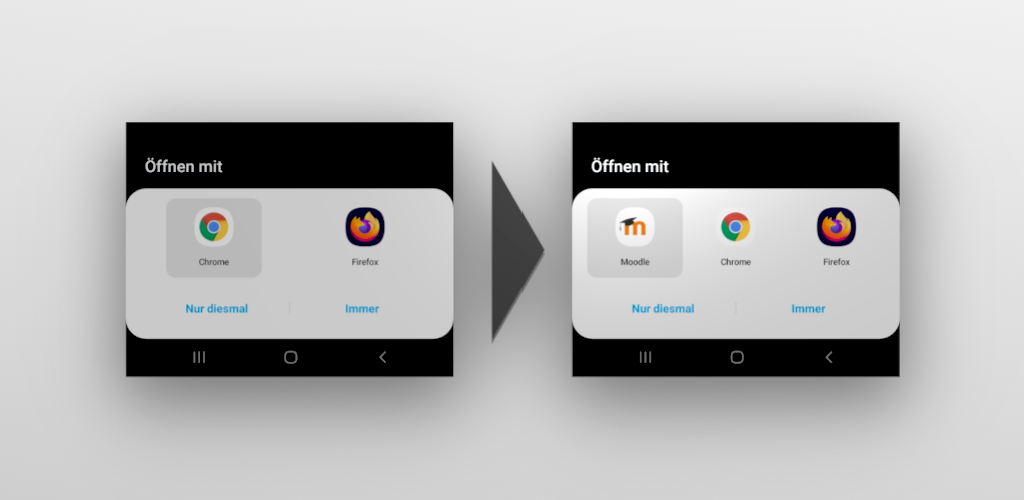 Öffnen mit
Chrome
Firefox
Nur diesmal
Immer
Öffnen mit
Moodle
Chrome
Firefox
Nur diesmal
Immer